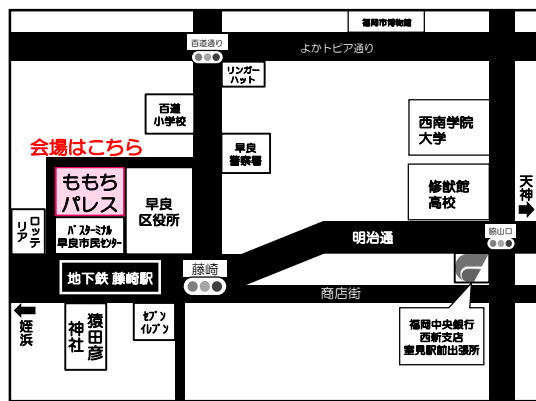 福岡市博物館
百道通り
よかトピア通り
リンガー
ハット
百道
小学校
早良
警察署
西南学院
大学
会場はこちら
ももち
パレス
早良
区役所
修猷館
高校
天神
ロッテ
リア
バスターミナル
早良市民センター
明治通
脇山口
地下鉄 藤崎駅
藤崎
商店街
姪浜
猿田彦
神社
セブン
イレブン
福岡中央銀行
西新支店
室見駅前出張所